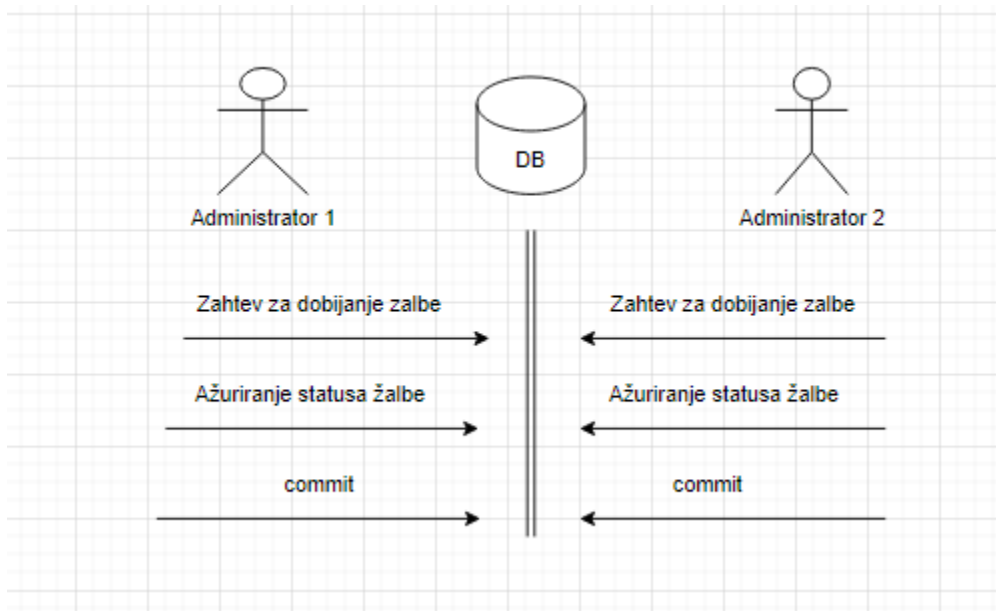 DB
Administrator 1
Administrator 2
Zahtev za dobijanje zalbe
Zahtev za dobijanje zalbe
Ažuriranje statusa žalbe
Ažuriranje statusa žalbe
commit
commit